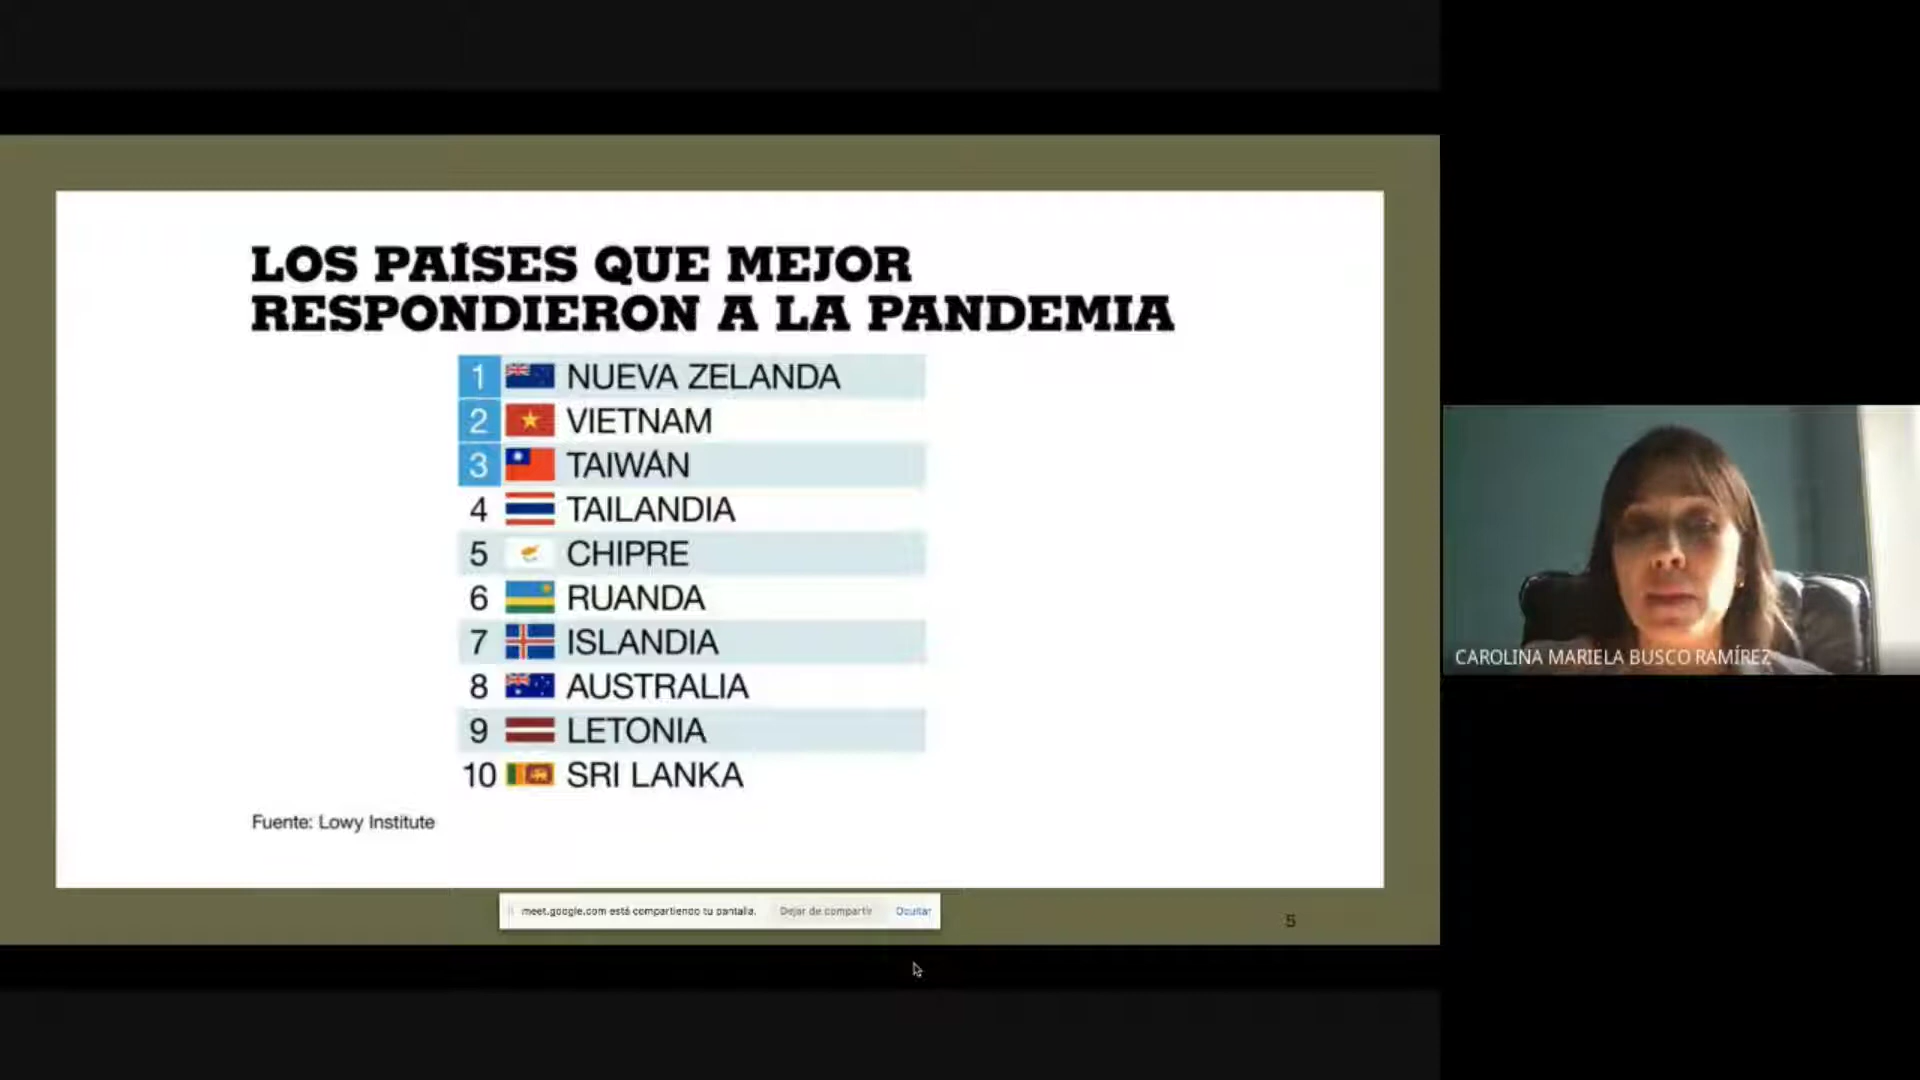 LOS PAÍSES QUE MEJOR
RESPONDIERON A LA PANDEMIA
1 NUEVA ZELANDA
2 VIETNAM
3 TAIWÁN
4 TAILANDIA
5 CHIPRE
6 RUANDA
7 ISLANDIA
8 AUSTRALIA
9 LETONIA
10 SRI LANKA
Fuente: Lowy Institute
meet.google.com está compartiendo tu pantalla. Dejar de compartir Ocultar
5
CAROLINA MARIELA BUSCO RAMÍREZ